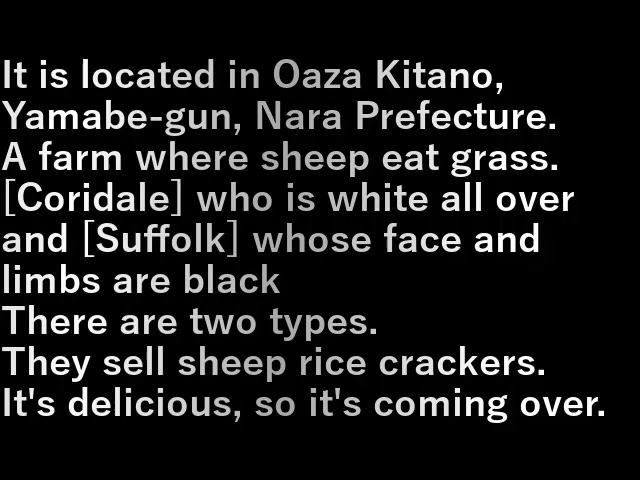 It is located in Oaza Kitano,
Yamabe-gun, Nara Prefecture.
A farm where sheep eat grass.
[Coridale] who is white all over
and [Suffolk] whose face and
limbs are black
There are two types.
They sell sheep rice crackers.
It's delicious, so it's coming over.